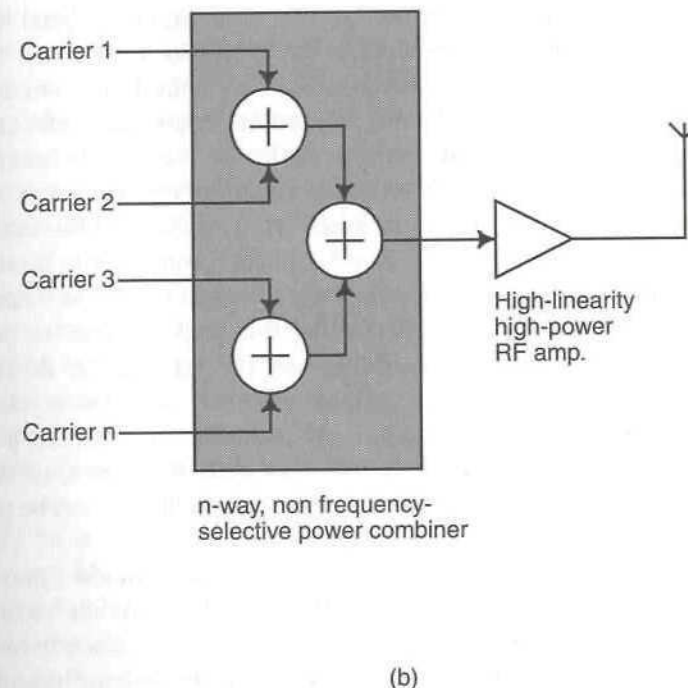 Carrier 1
Carrier 2
Carrier 3
Carrier n
High-linearity
high-power
RF amp.
n-way, non frequency-
selective power combiner
(b)